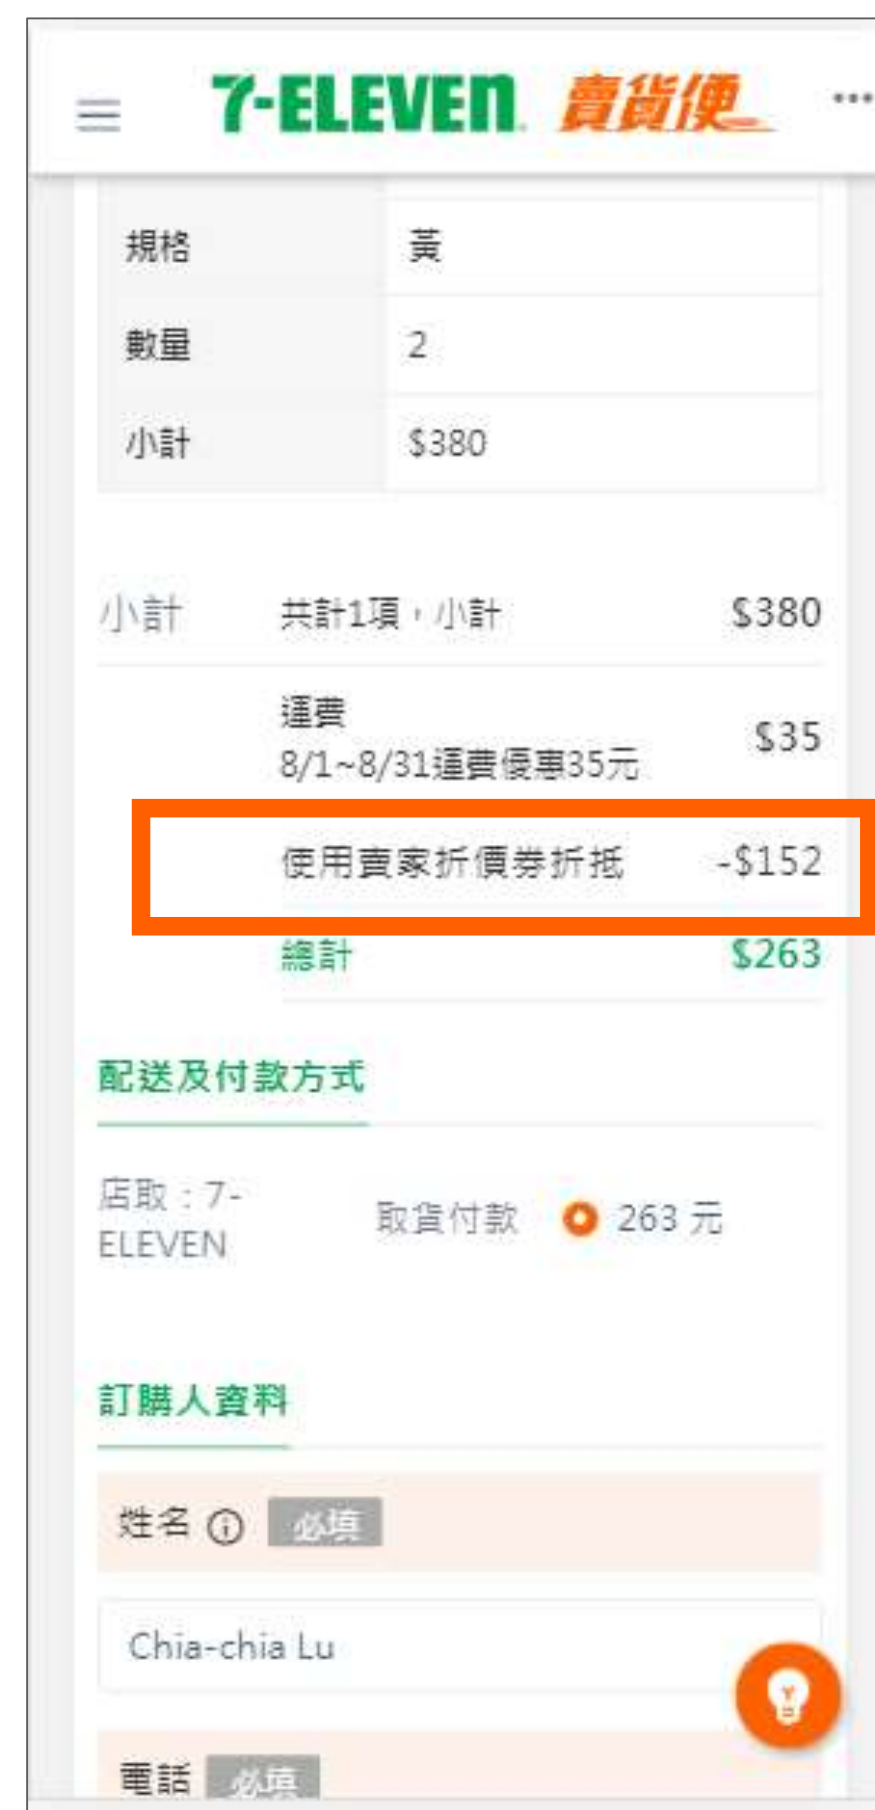 7-ELEVEN. 賣貨便
規格 黃
數量 2
小計 $380
小計 共計1項，小計 $380
運費
8/1~8/31運費優惠35元 $35
使用賣家折價券折抵 -$152
總計 $263
配送及付款方式
店取：7-
ELEVEN 取貨付款 263 元
訂購人資料
姓名 必填
Chia-chia Lu
電話 必填